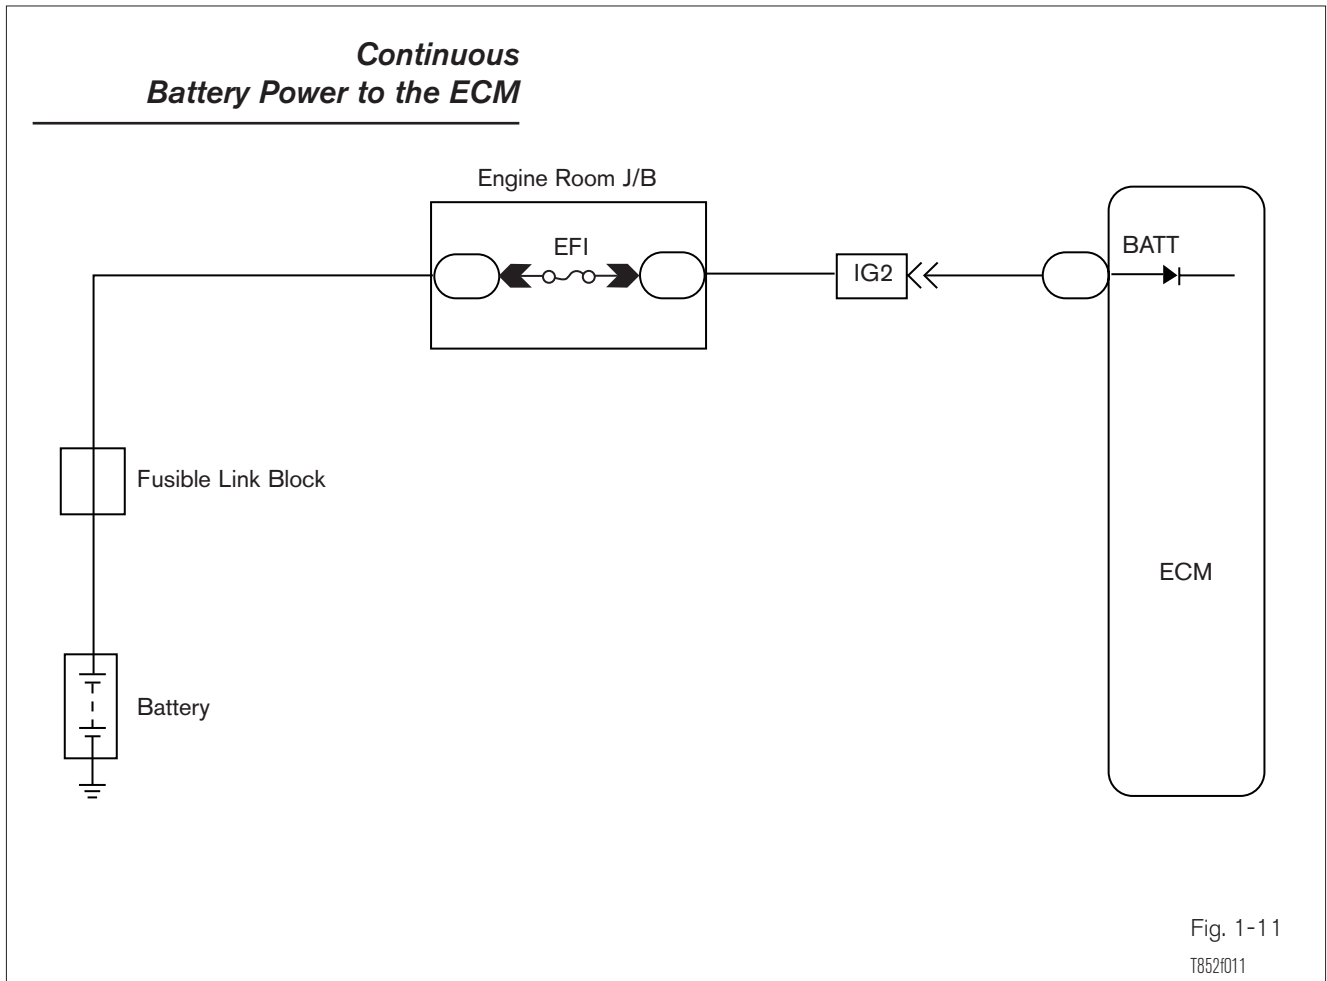 Continuous
Battery Power to the ECM
Engine Room J/B
EFI
IG2
BATT
Fusible Link Block
ECM
Battery
Fig. 1-11
T852f011